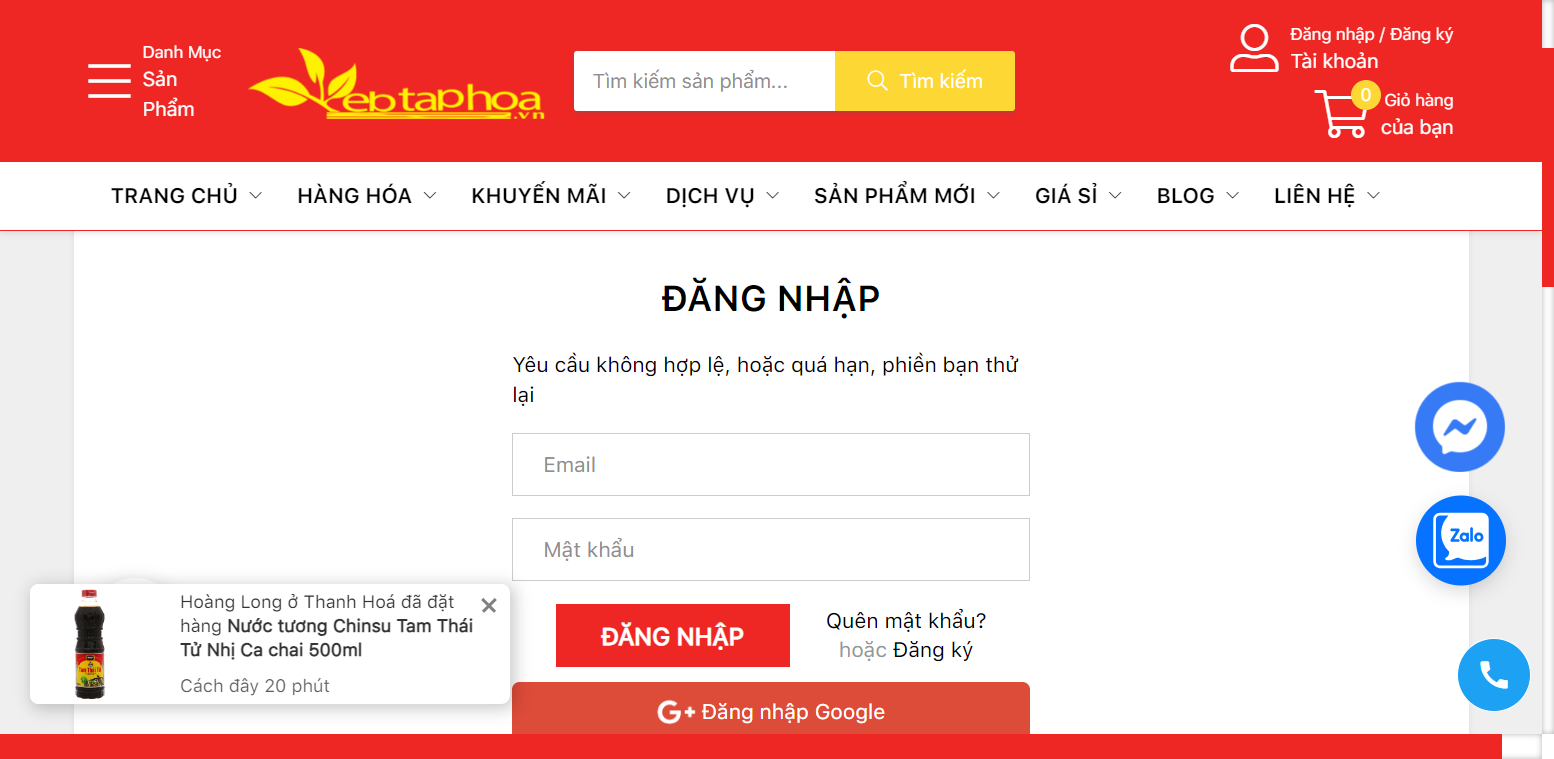 Danh Mục
Sản
Phẩm
ebtaphoa
.vn
Tìm kiếm sản phẩm...
Tìm kiếm
Đăng nhập / Đăng ký
Tài khoản
0
Giỏ hàng
của bạn
TRANG CHỦ HÀNG HÓA KHUYẾN MÃI DỊCH VỤ SẢN PHẨM MỚI GIÁ SỈ BLOG LIÊN HỆ
ĐĂNG NHẬP
Yêu cầu không hợp lệ, hoặc quá hạn, phiền bạn thử
lại
Email
Mật khẩu
Zalo
Hoàng Long ở Thanh Hoá đã đặt
hàng Nước tương Chinsu Tam Thái
Tử Nhị Ca chai 500ml
Cách đây 20 phút
ĐĂNG NHẬP
Quên mật khẩu?
hoặc Đăng ký
G+ Đăng nhập Google